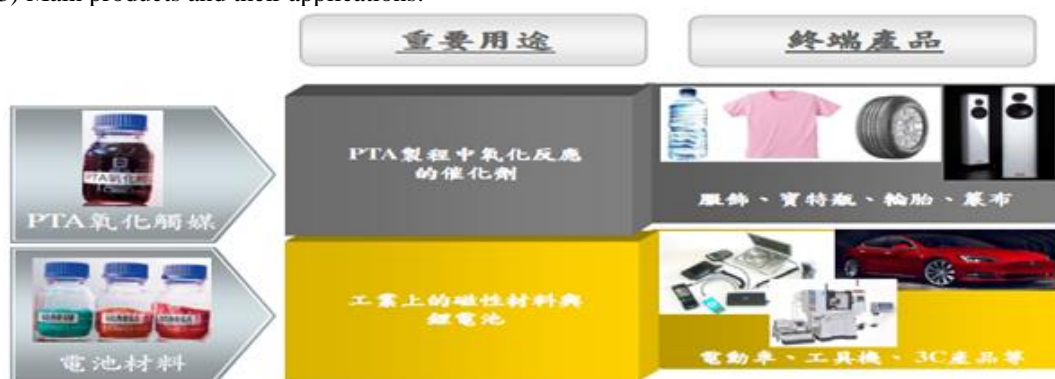 3) Main products and their applications:
重要用途
終端產品
PTA氧化觸媒
PTA製程中氧化反應
的催化劑
服飾、寶特瓶、輪胎、簾布
電池材料
工業上的磁性材料與
鋰電池
電動車、工具機、3C產品等